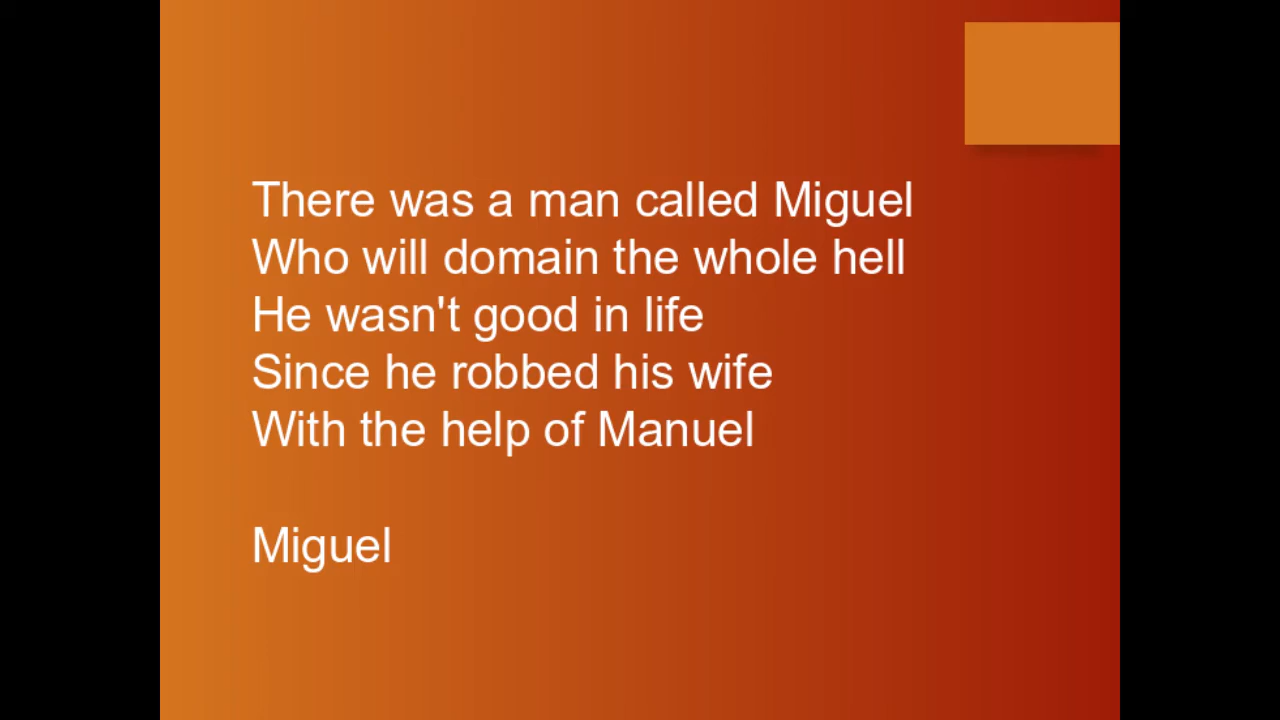 There was a man called Miguel
Who will domain the whole hell
He wasn't good in life
Since he robbed his wife
With the help of Manuel
Miguel